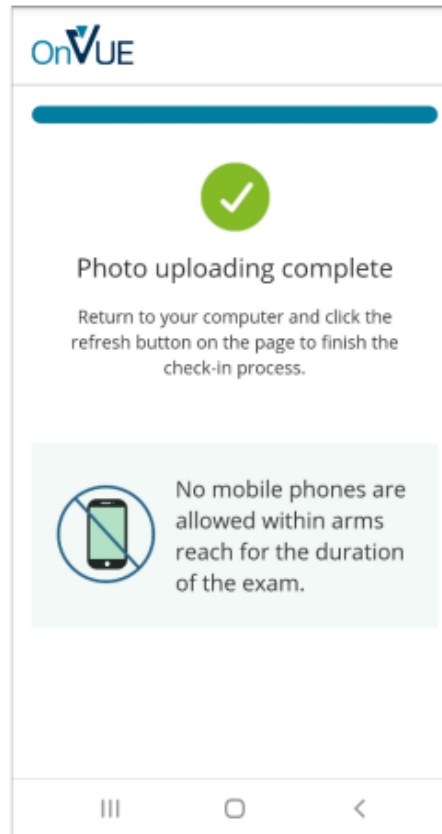 OnVUE
Photo uploading complete
Return to your computer and click the
refresh button on the page to finish the
check-in process.
No mobile phones are
allowed within arms
reach for the duration
of the exam.